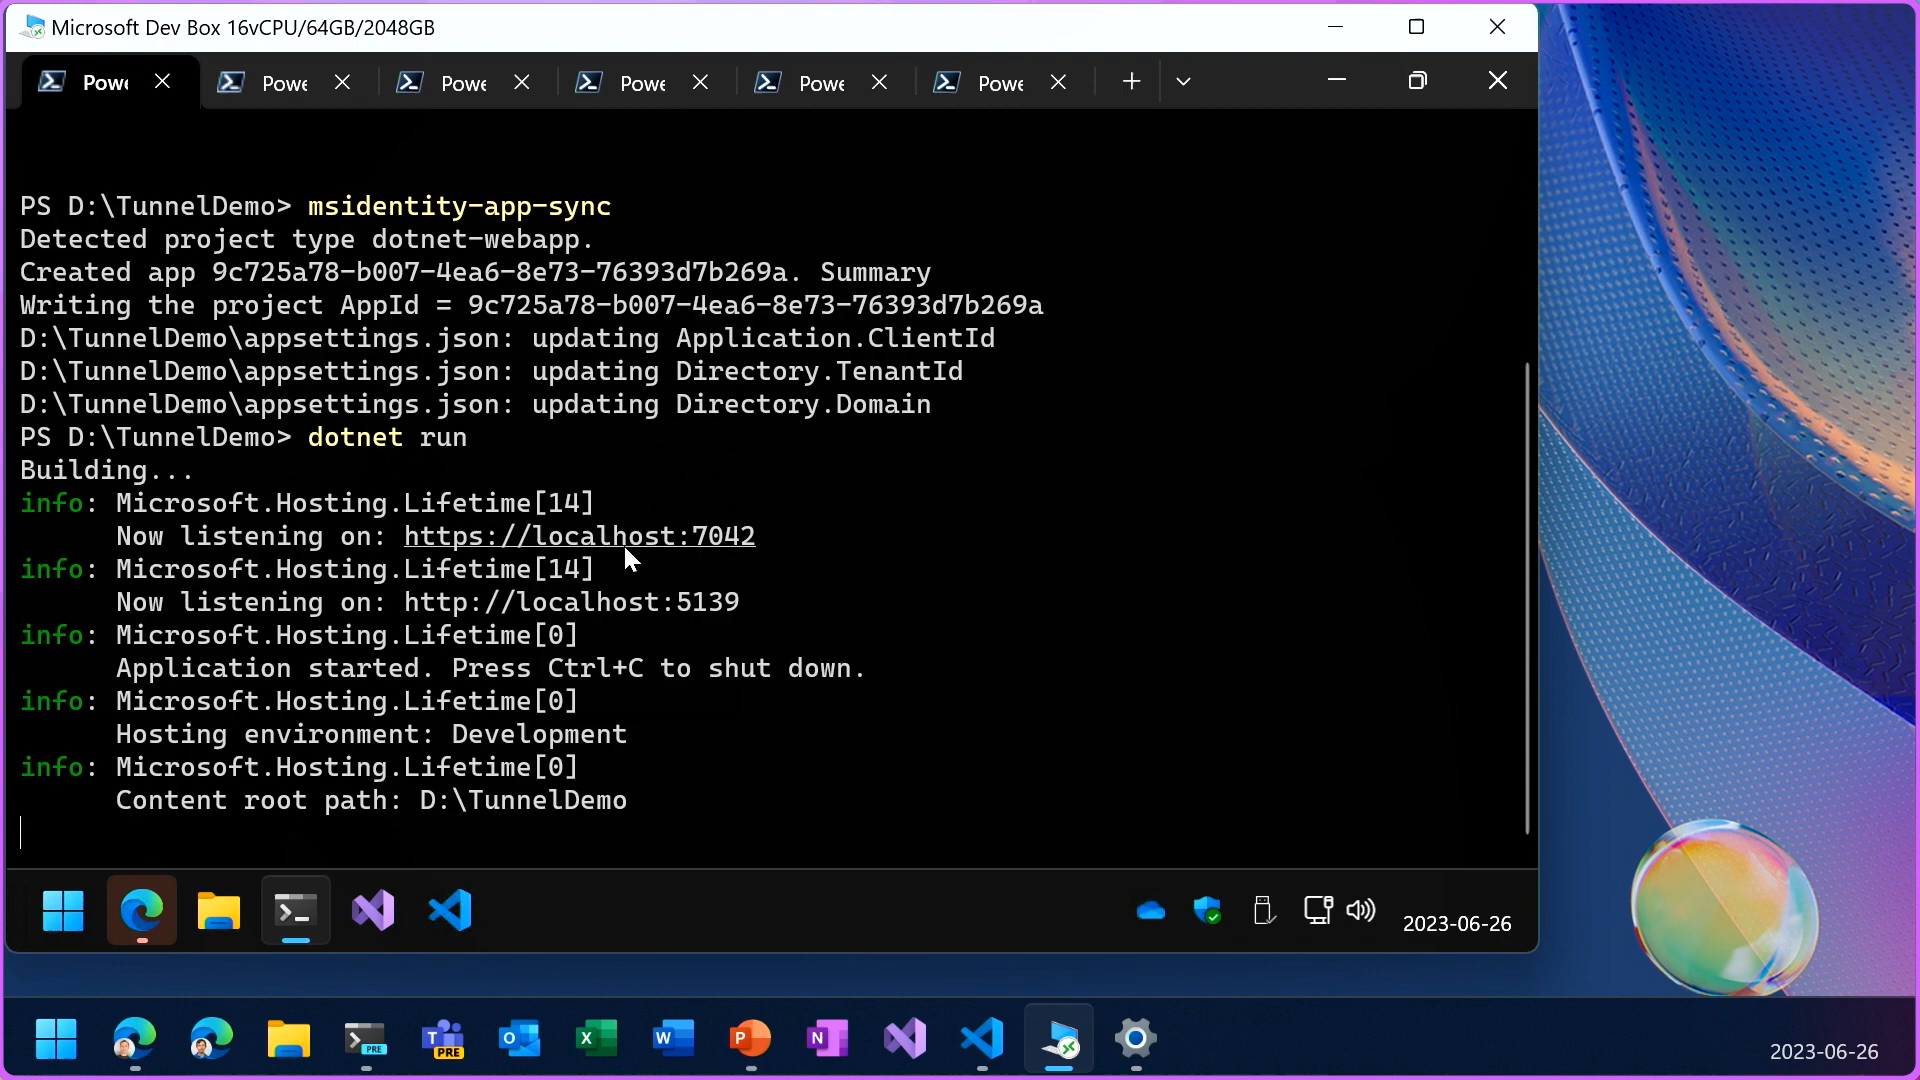 Microsoft Dev Box 16vCPU/64GB/2048GB
Powe Powe Powe Powe Powe Powe
PS D:\TunnelDemo> msidentity-app-sync
Detected project type dotnet-webapp.
Created app 9c725a78-b007-4ea6-8e73-76393d7b269a. Summary
Writing the project AppId = 9c725a78-b007-4ea6-8e73-76393d7b269a
D:\TunnelDemo\appsettings.json: updating Application.ClientId
D:\TunnelDemo\appsettings.json: updating Directory.TenantId
D:\TunnelDemo\appsettings.json: updating Directory.Domain
PS D:\TunnelDemo> dotnet run
Building...
info: Microsoft.Hosting.Lifetime[14]
Now listening on: https://localhost:7042
info: Microsoft.Hosting.Lifetime[14]
Now listening on: http://localhost:5139
info: Microsoft.Hosting.Lifetime[0]
Application started. Press Ctrl+C to shut down.
info: Microsoft.Hosting.Lifetime[0]
Hosting environment: Development
info: Microsoft.Hosting.Lifetime[0]
Content root path: D:\TunnelDemo
2023-06-26
PRE
T
PRE
O
X
W
P
N
2023-06-26